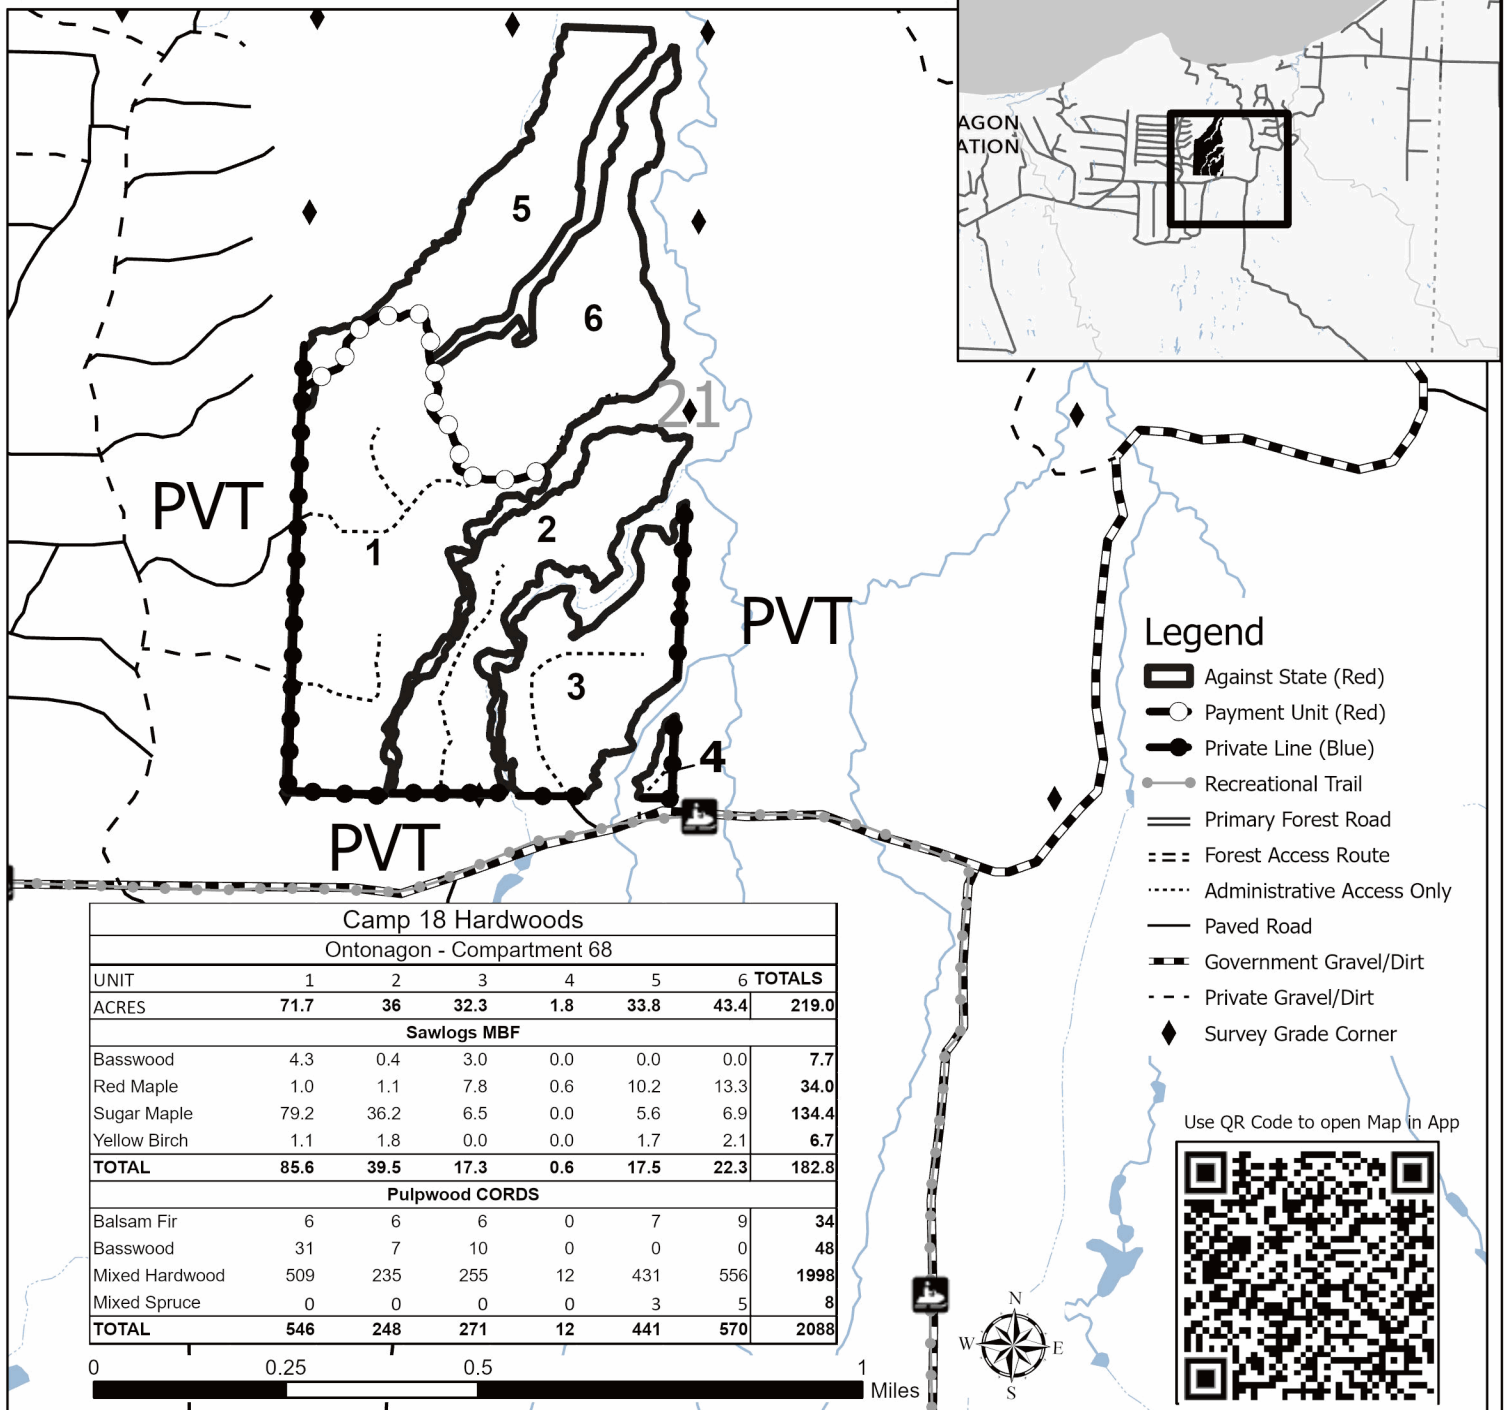 AGON
ATION
5
6
21
PVT
2
1
PVT
3
4
PVT
Legend
Against State (Red)
Payment Unit (Red)
Private Line (Blue)
Recreational Trail
Primary Forest Road
Forest Access Route
Administrative Access Only
Paved Road
Government Gravel/Dirt
Private Gravel/Dirt
Survey Grade Corner
Camp 18 Hardwoods
Ontonagon - Compartment 68
UNIT 1 2 3 4 5 6 TOTALS
ACRES 71.7 36 32.3 1.8 33.8 43.4 219.0
Sawlogs MBF
Basswood 4.3 0.4 3.0 0.0 0.0 0.0 7.7
Red Maple 1.0 1.1 7.8 0.6 10.2 13.3 34.0
Sugar Maple 79.2 36.2 6.5 0.0 5.6 6.9 134.4
Yellow Birch 1.1 1.8 0.0 0.0 1.7 2.1 6.7
TOTAL 85.6 39.5 17.3 0.6 17.5 22.3 182.8
Pulpwood CORDS
Balsam Fir 6 6 6 0 7 9 34
Basswood 31 7 10 0 0 0 48
Mixed Hardwood 509 235 255 12 431 556 1998
Mixed Spruce 0 0 0 0 3 5 8
TOTAL 546 248 271 12 441 570 2088
Use QR Code to open Map in App
N
W E
S
0 0.25 0.5 1
Miles